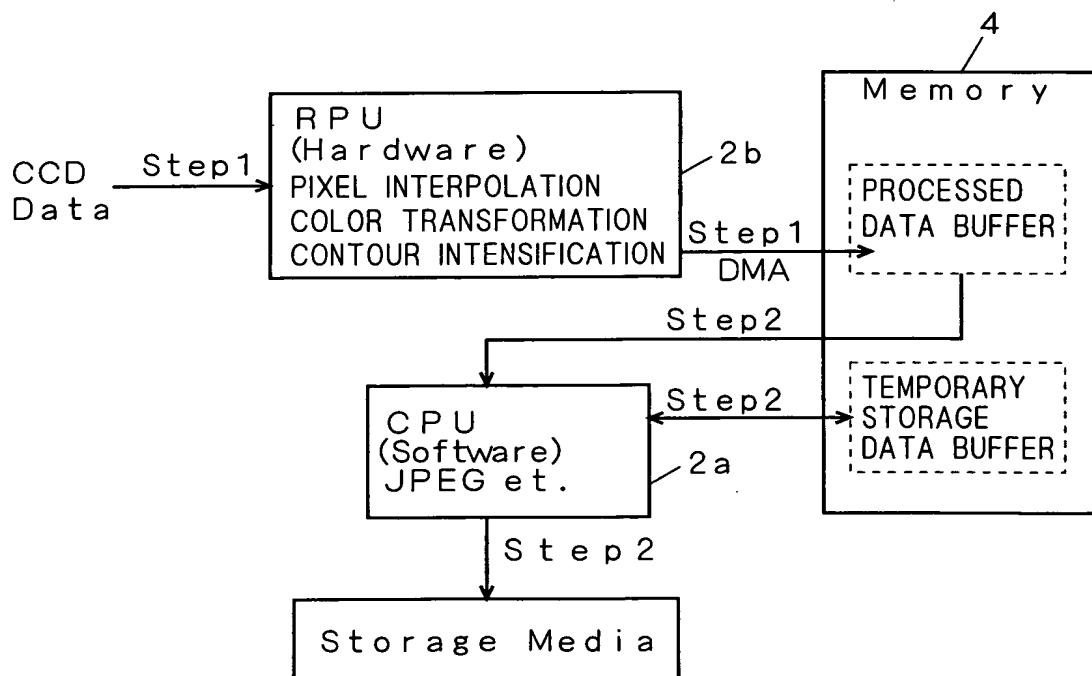 4
Memory
RPU
(Hardware)
PIXEL INTERPOLATION
COLOR TRANSFORMATION
CONTOUR INTENSIFICATION
2b
CCD
Data
Step1
Step1
DMA
PROCESSED
DATA BUFFER
Step2
CPU
(Software)
JPEG et.
2a
Step2
TEMPORARY
STORAGE
DATA BUFFER
Step2
Storage Media